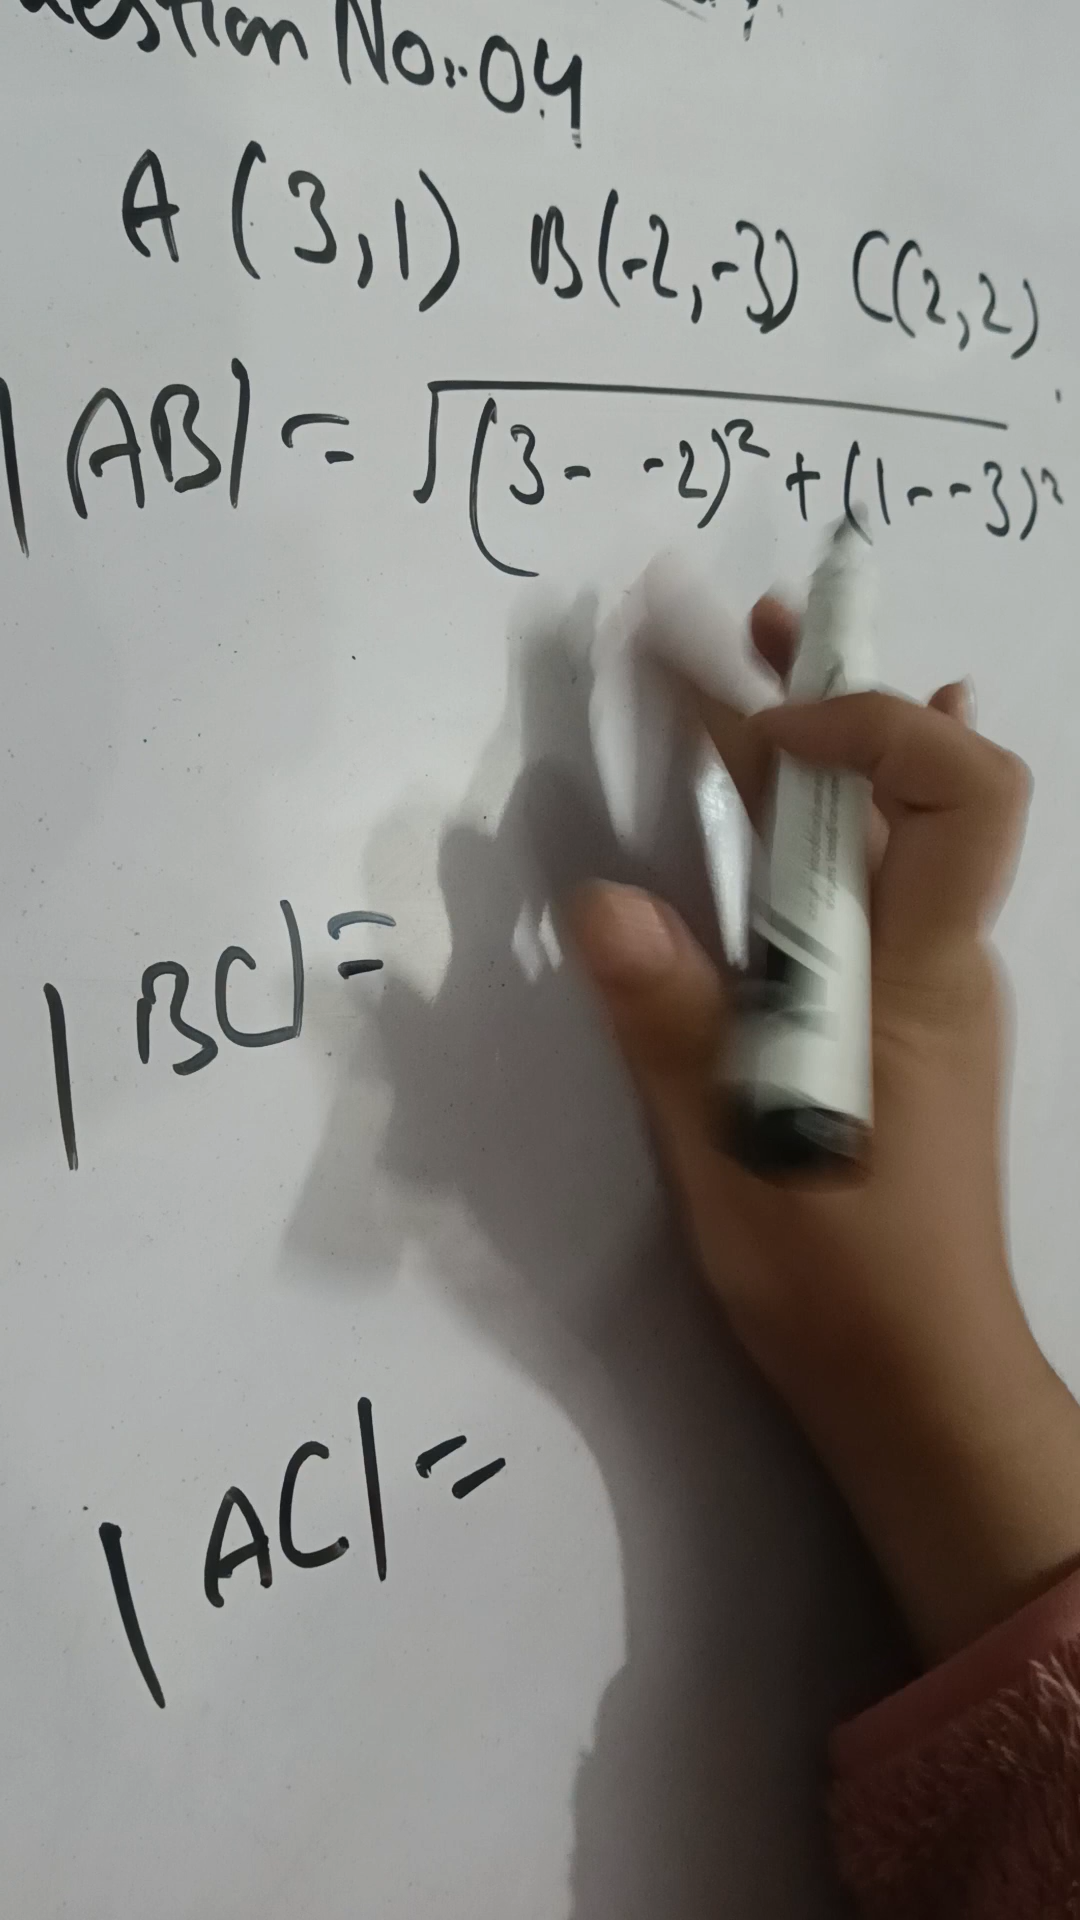 No:04
A (3,1) B(-2,-3) C(2,2)
|AB| = √(3- -2)² + (1- -3)²
|BC| =
|AC| =